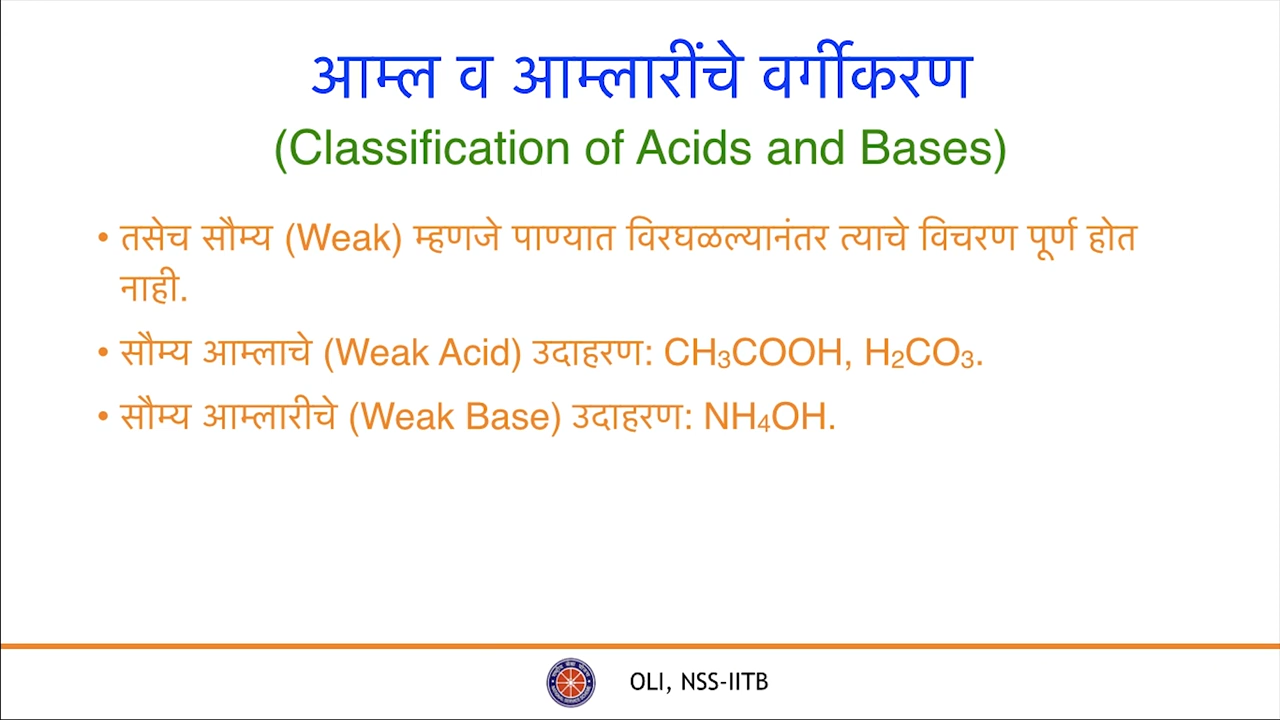 आम्ल व आम्लारींचे वर्गीकरण
(Classification of Acids and Bases)
• तसेच सौम्य (Weak) म्हणजे पाण्यात विरघळल्यानंतर त्याचे विचरण पूर्ण होत
नाही.
• सौम्य आम्लाचे (Weak Acid) उदाहरण: CH₃COOH, H₂CO₃.
• सौम्य आम्लारीचे (Weak Base) उदाहरण: NH₄OH.
OLI, NSS-IITB